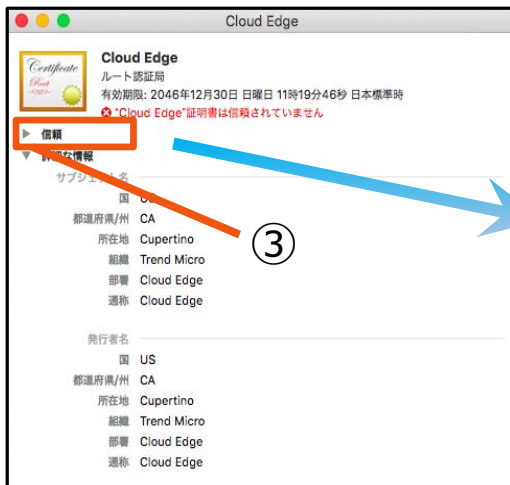 Cloud Edge
Certificate
Root
Cloud Edge
ルート認証局
有効期限: 2046年12月30日 日曜日 11時19分46秒 日本標準時
"Cloud Edge"証明書は信頼されていません
信頼
詳細な情報
サブジェクト名
国 US
都道府県/州 CA
所在地 Cupertino
組織 Trend Micro
部署 Cloud Edge
通称 Cloud Edge
③
発行者名
国 US
都道府県/州 CA
所在地 Cupertino
組織 Trend Micro
部署 Cloud Edge
通称 Cloud Edge